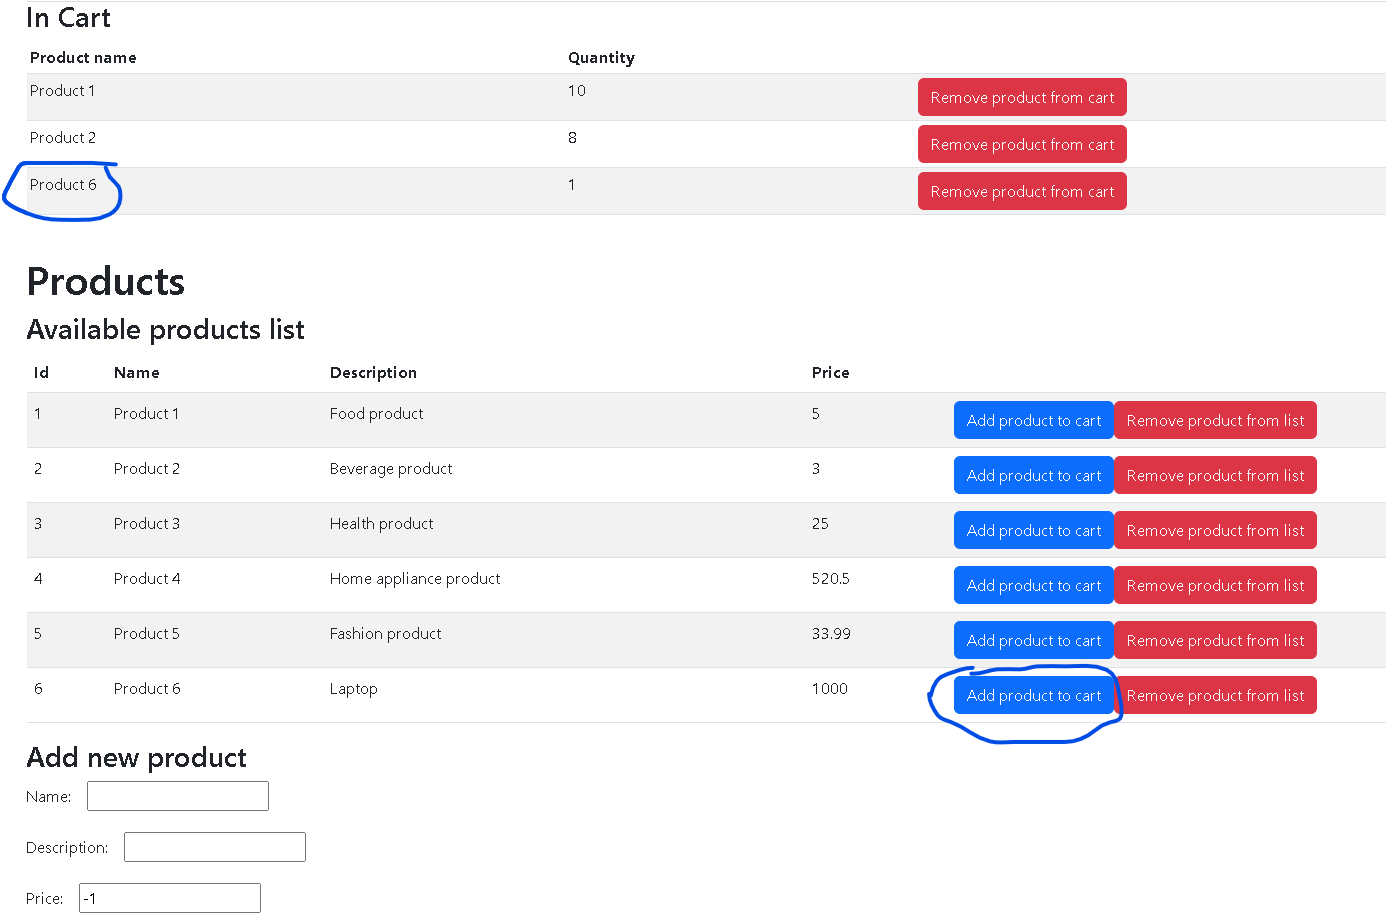 In Cart
Product name Quantity
Product 1 10 Remove product from cart
Product 2 8 Remove product from cart
Product 6 1 Remove product from cart
Products
Available products list
Id Name Description Price
1 Product 1 Food product 5 Add product to cart Remove product from list
2 Product 2 Beverage product 3 Add product to cart Remove product from list
3 Product 3 Health product 25 Add product to cart Remove product from list
4 Product 4 Home appliance product 520.5 Add product to cart Remove product from list
5 Product 5 Fashion product 33.99 Add product to cart Remove product from list
6 Product 6 Laptop 1000 Add product to cart Remove product from list
Add new product
Name:
Description:
Price: -1